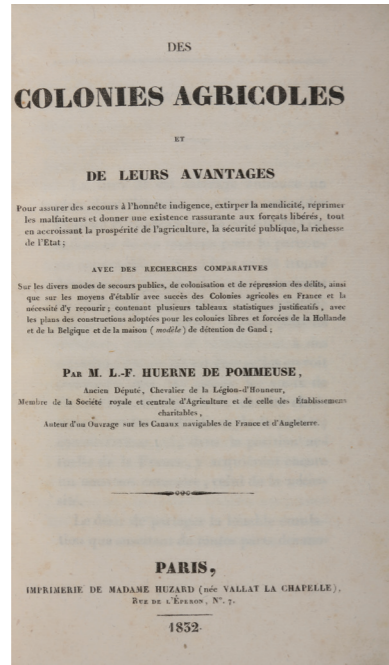 DES
COLONIES AGRICOLES
ET
DE LEURS AVANTAGES
Pour assurer des secours à l'honnête indigence, extirper la mendicité, réprimer
les malfaiteurs et donner une existence rassurante aux forçats libérés, tout
en accroissant la prospérité de l'agriculture, la sécurité publique, la richesse
de l'Etat;
AVEC DES RECHERCHES COMPARATIVES
Sur les divers modes de secours publics, de colonisation et de répression des délits, ainsi
que sur les moyens d'établir avec succès des Colonies agricoles en France et la
nécessité d'y recourir; contenant plusieurs tableaux statistiques justificatifs, avec
les plans des constructions adoptées pour les colonies libres et forcées de la Hollande
et de la Belgique et de la maison (modèle) de détention de Gand;
PAR M. L.-F. HUERNE DE POMMEUSE,
Ancien Député, Chevalier de la Légion-d'Honneur,
Membre de la Société royale et centrale d'Agriculture et de celle des Établissemens
charitables,
Auteur d'un Ouvrage sur les Canaux navigables de France et d'Angleterre.
PARIS,
IMPRIMERIE DE MADAME HUZARD (née VALLAT LA CHAPELLE),
RUE DE L'ÉPERON, N°. 7.
1832